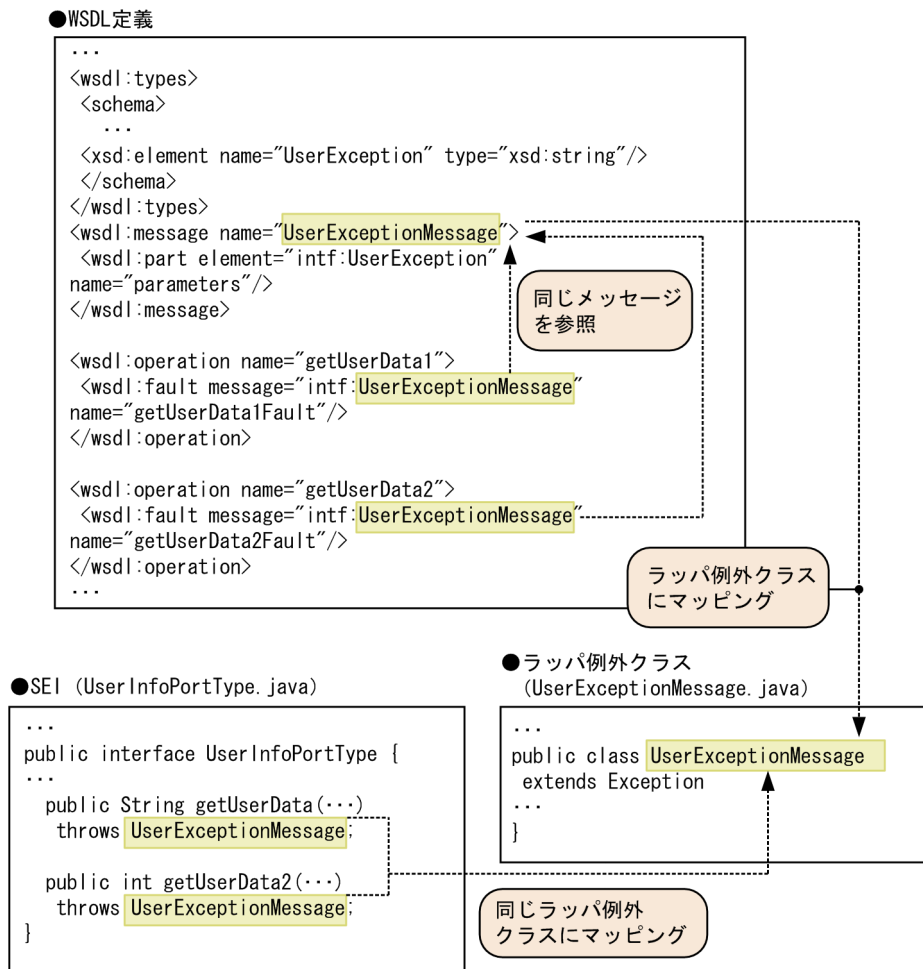 ●WSDL定義
...
<wsdl:types>
<schema>
...
<xsd:element name="UserException" type="xsd:string"/>
</schema>
</wsdl:types>
<wsdl:message name="UserExceptionMessage">
<wsdl:part element="intf:UserException"
name="parameters"/>
</wsdl:message>
同じメッセージ
を参照
<wsdl:operation name="getUserData1">
<wsdl:fault message="intf:UserExceptionMessage"
name="getUserData1Fault"/>
</wsdl:operation>
<wsdl:operation name="getUserData2">
<wsdl:fault message="intf:UserExceptionMessage"
name="getUserData2Fault"/>
</wsdl:operation>
...
ラッパ例外クラス
にマッピング
●SEI (UserInfoPortType.java)
...
public interface UserInfoPortType {
...
public String getUserData(...)
throws UserExceptionMessage;
public int getUserData2(...)
throws UserExceptionMessage;
}
●ラッパ例外クラス
(UserExceptionMessage.java)
...
public class UserExceptionMessage
extends Exception
...
}
同じラッパ例外
クラスにマッピング